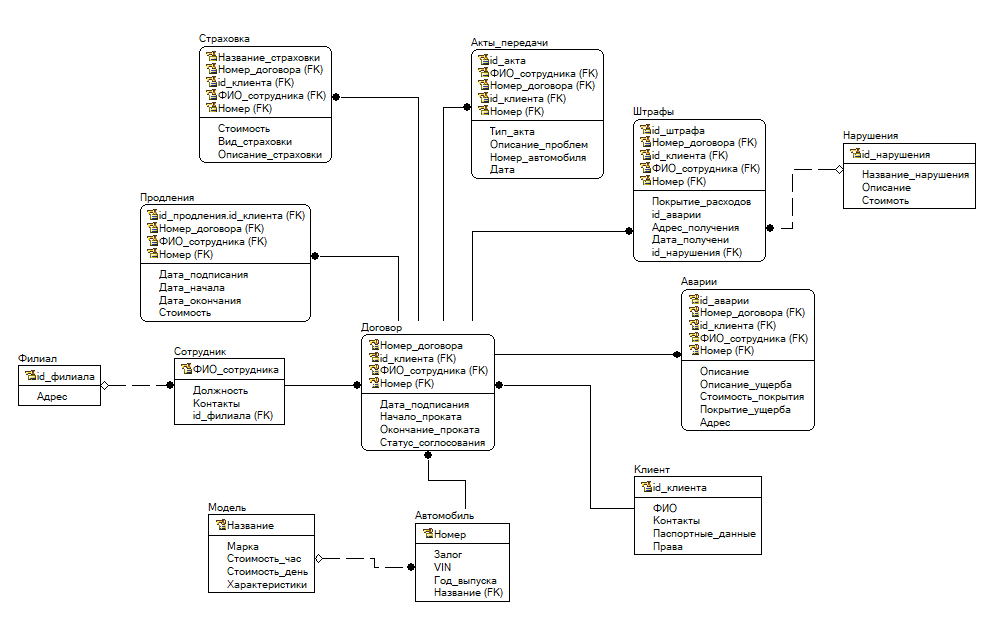 Страховка
Название_страховки
Номер_договора (FK)
id_клиента (FK)
ФИО_сотрудника (FK)
Номер (FK)
Стоимость
Вид_страховки
Описание_страховки
Акты_передачи
id_акта
ФИО_сотрудника (FK)
Номер_договора (FK)
id_клиента (FK)
Номер (FK)
Тип_акта
Описание_проблем
Номер_автомобиля
Дата
Штрафы
id_штрафа
Номер_договора (FK)
id_клиента (FK)
ФИО_сотрудника (FK)
Номер (FK)
Покрытие_расходов
id_аварии
Адрес_получения
Дата_получени
id_нарушения (FK)
Нарушения
id_нарушения
Название_нарушения
Описание
Стоимоть
Продления
id_продления.id_клиента (FK)
Номер_договора (FK)
ФИО_сотрудника (FK)
Номер (FK)
Дата_подписания
Дата_начала
Дата_окончания
Стоимость
Аварии
id_аварии
Номер_договора (FK)
id_клиента (FK)
ФИО_сотрудника (FK)
Номер (FK)
Описание
Описание_ущерба
Стоимость_покрытия
Покрытие_ущерба
Адрес
Договор
Номер_договора
id_клиента (FK)
ФИО_сотрудника (FK)
Номер (FK)
Дата_подписания
Начало_проката
Окончание_проката
Статус_соглосования
Филиал
id_филиала
Адрес
Сотрудник
ФИО_сотрудника
Должность
Контакты
id_филиала (FK)
Клиент
id_клиента
ФИО
Контакты
Паспортные_данные
Права
Модель
Название
Марка
Стоимость_час
Стоимость_день
Характеристики
Автомобиль
Номер
Залог
VIN
Год_выпуска
Название (FK)